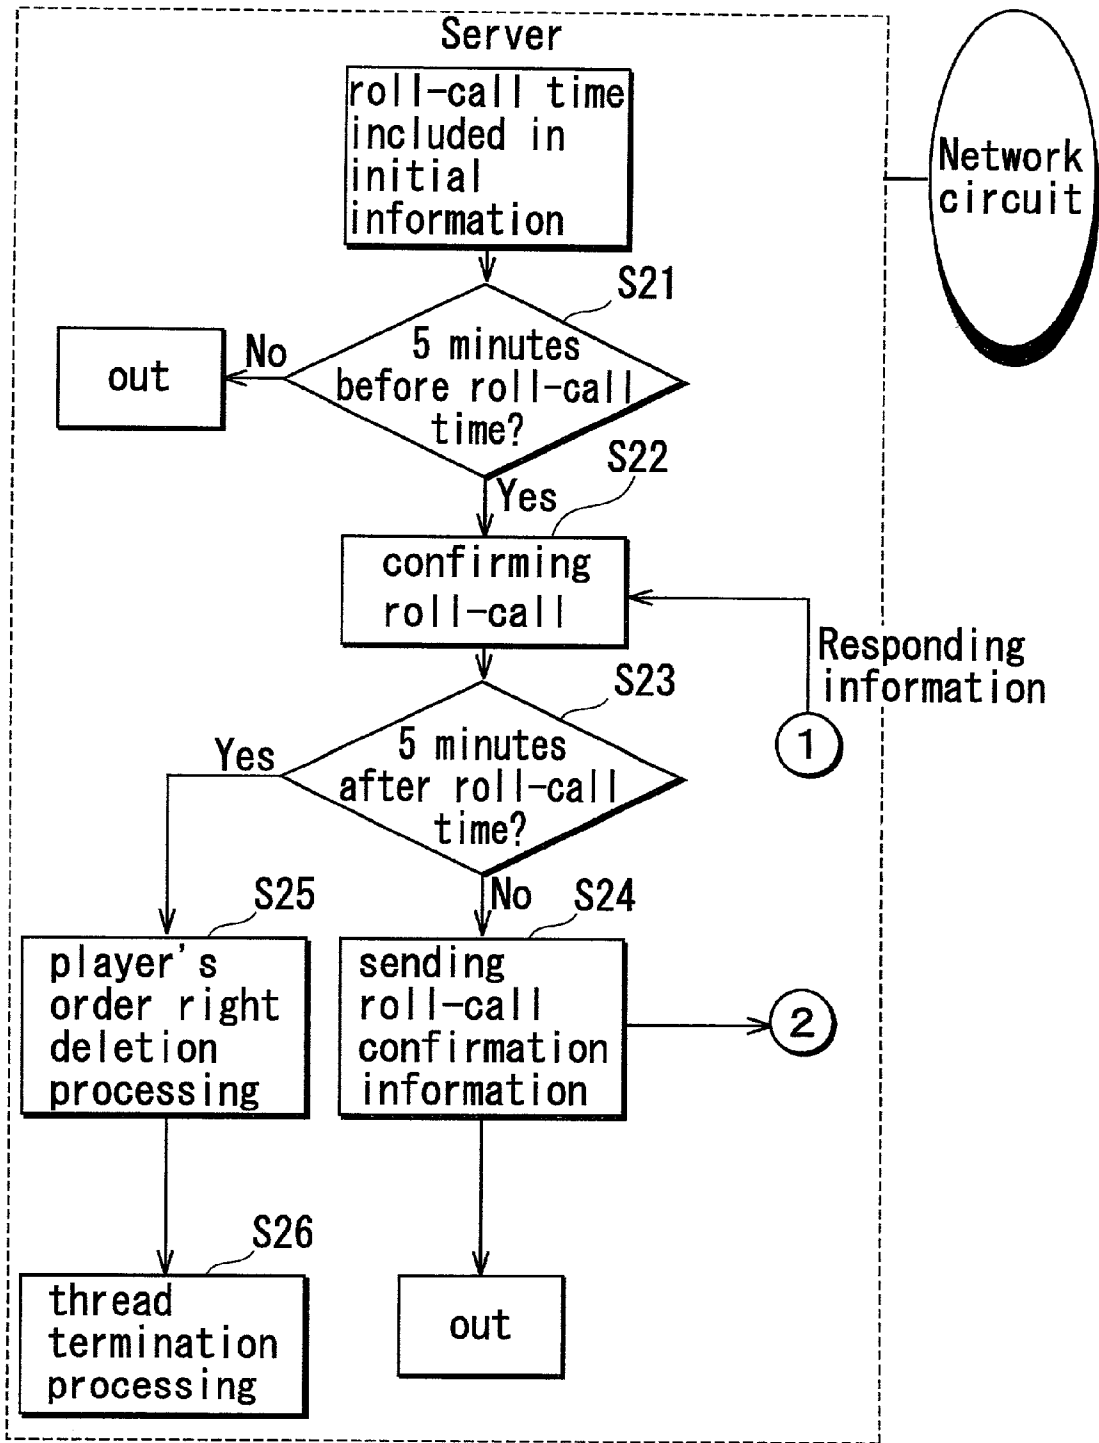 Server
roll-call time
included in
initial
information
Network
circuit
S21
5 minutes
before roll-call
time?
No
out
S22
Yes
confirming
roll-call
Responding
information
1
S23
5 minutes
after roll-call
time?
Yes
No
S25
player's
order right
deletion
processing
S24
sending
roll-call
confirmation
information
2
S26
thread
termination
processing
out